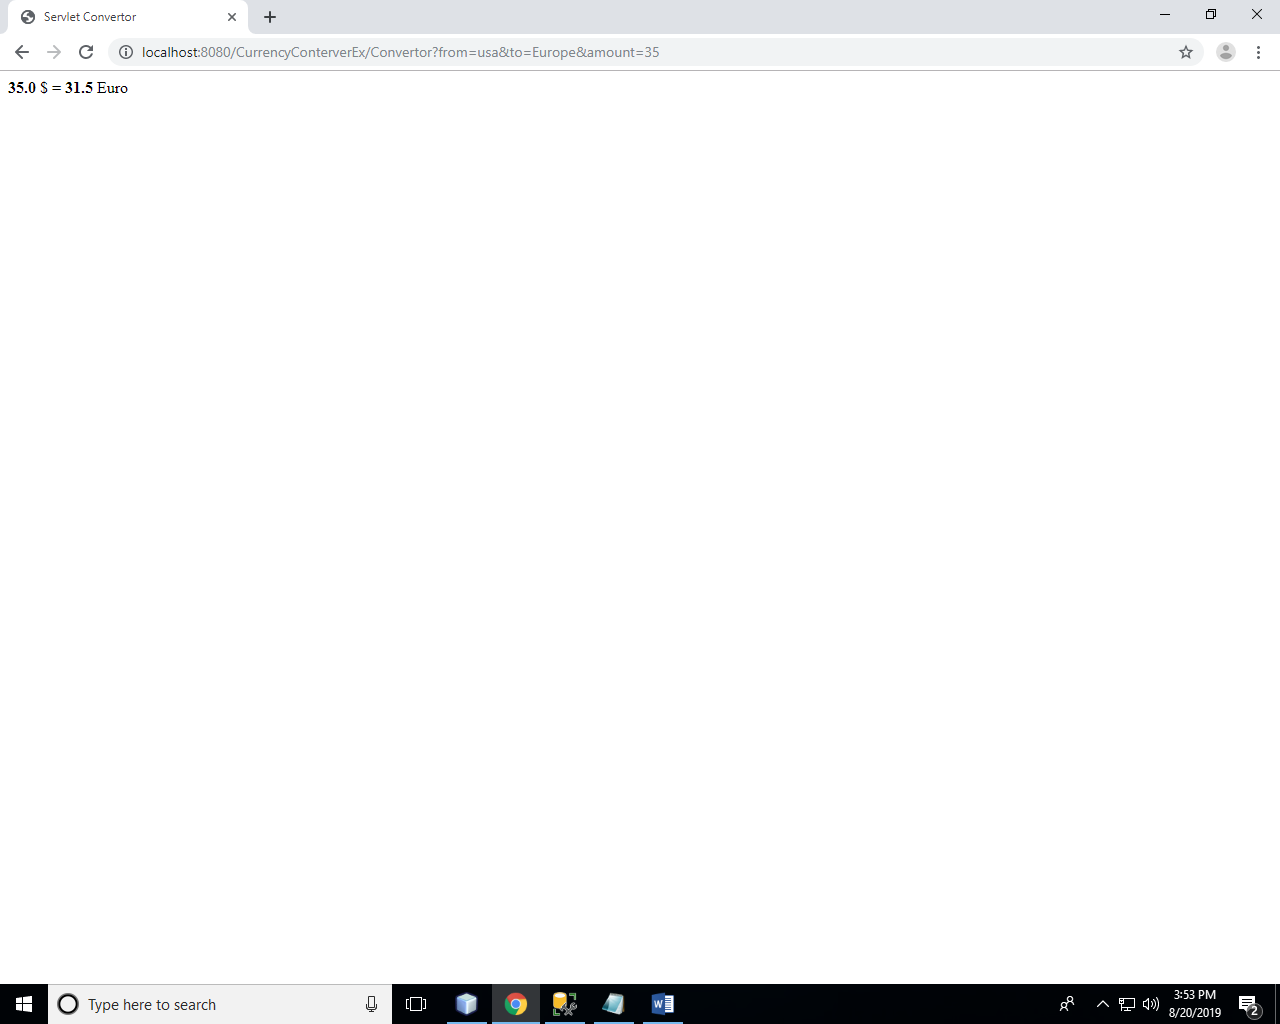 Servlet Convertor
localhost:8080/CurrencyConterverEx/Convertor?from=usa&to=Europe&amount=35
35.0 $ = 31.5 Euro
Type here to search
3:53 PM
8/20/2019
2